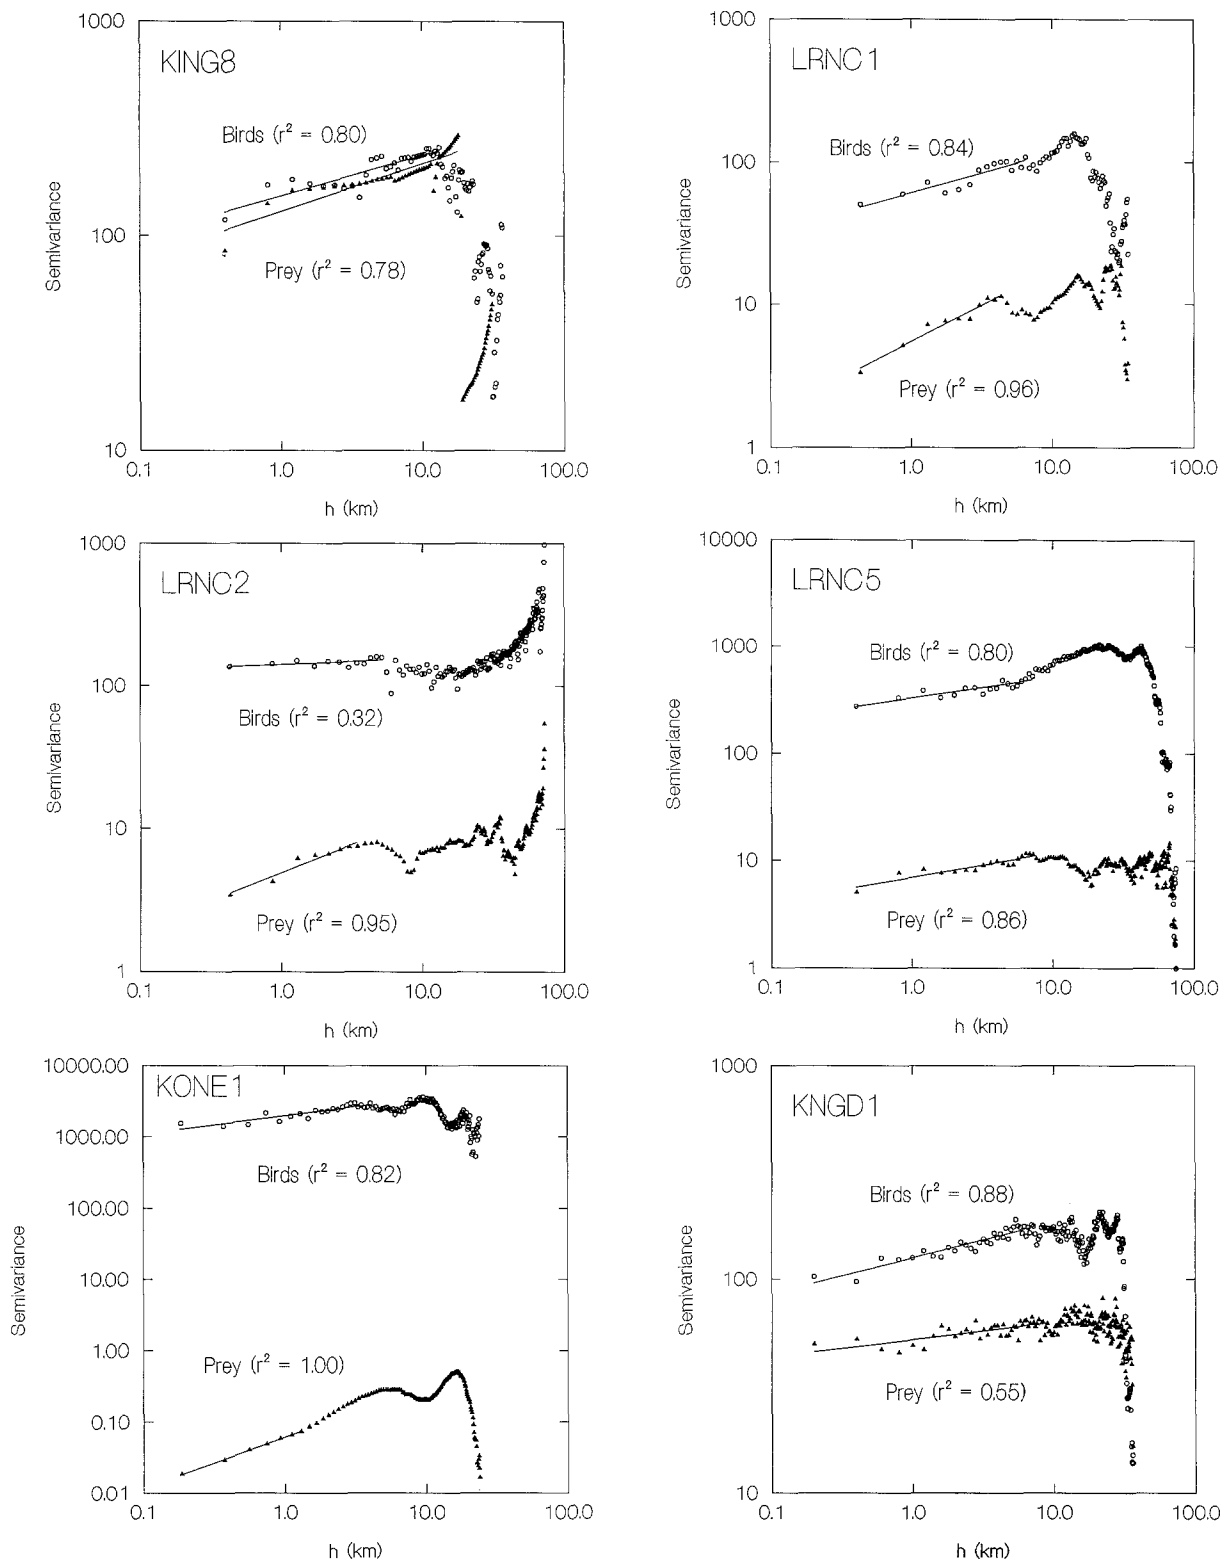 KING8
1000
Birds (r² = 0.80)
100
Prey (r² = 0.78)
10
Semivariance
0.1 1.0 10.0 100.0
h (km)
LRNC1
1000
Birds (r² = 0.84)
100
10
Prey (r² = 0.96)
1
Semivariance
0.1 1.0 10.0 100.0
h (km)
LRNC2
1000
100
Birds (r² = 0.32)
10
Prey (r² = 0.95)
1
Semivariance
0.1 1.0 10.0 100.0
h (km)
LRNC5
10000
1000
Birds (r² = 0.80)
100
10
Prey (r² = 0.86)
1
Semivariance
0.1 1.0 10.0 100.0
h (km)
KONE1
10000.00
1000.00
Birds (r² = 0.82)
100.00
10.00
1.00
Prey (r² = 1.00)
0.10
0.01
Semivariance
0.1 1.0 10.0 100.0
h (km)
KNGD1
1000
Birds (r² = 0.88)
100
Prey (r² = 0.55)
10
Semivariance
0.1 1.0 10.0 100.0
h (km)